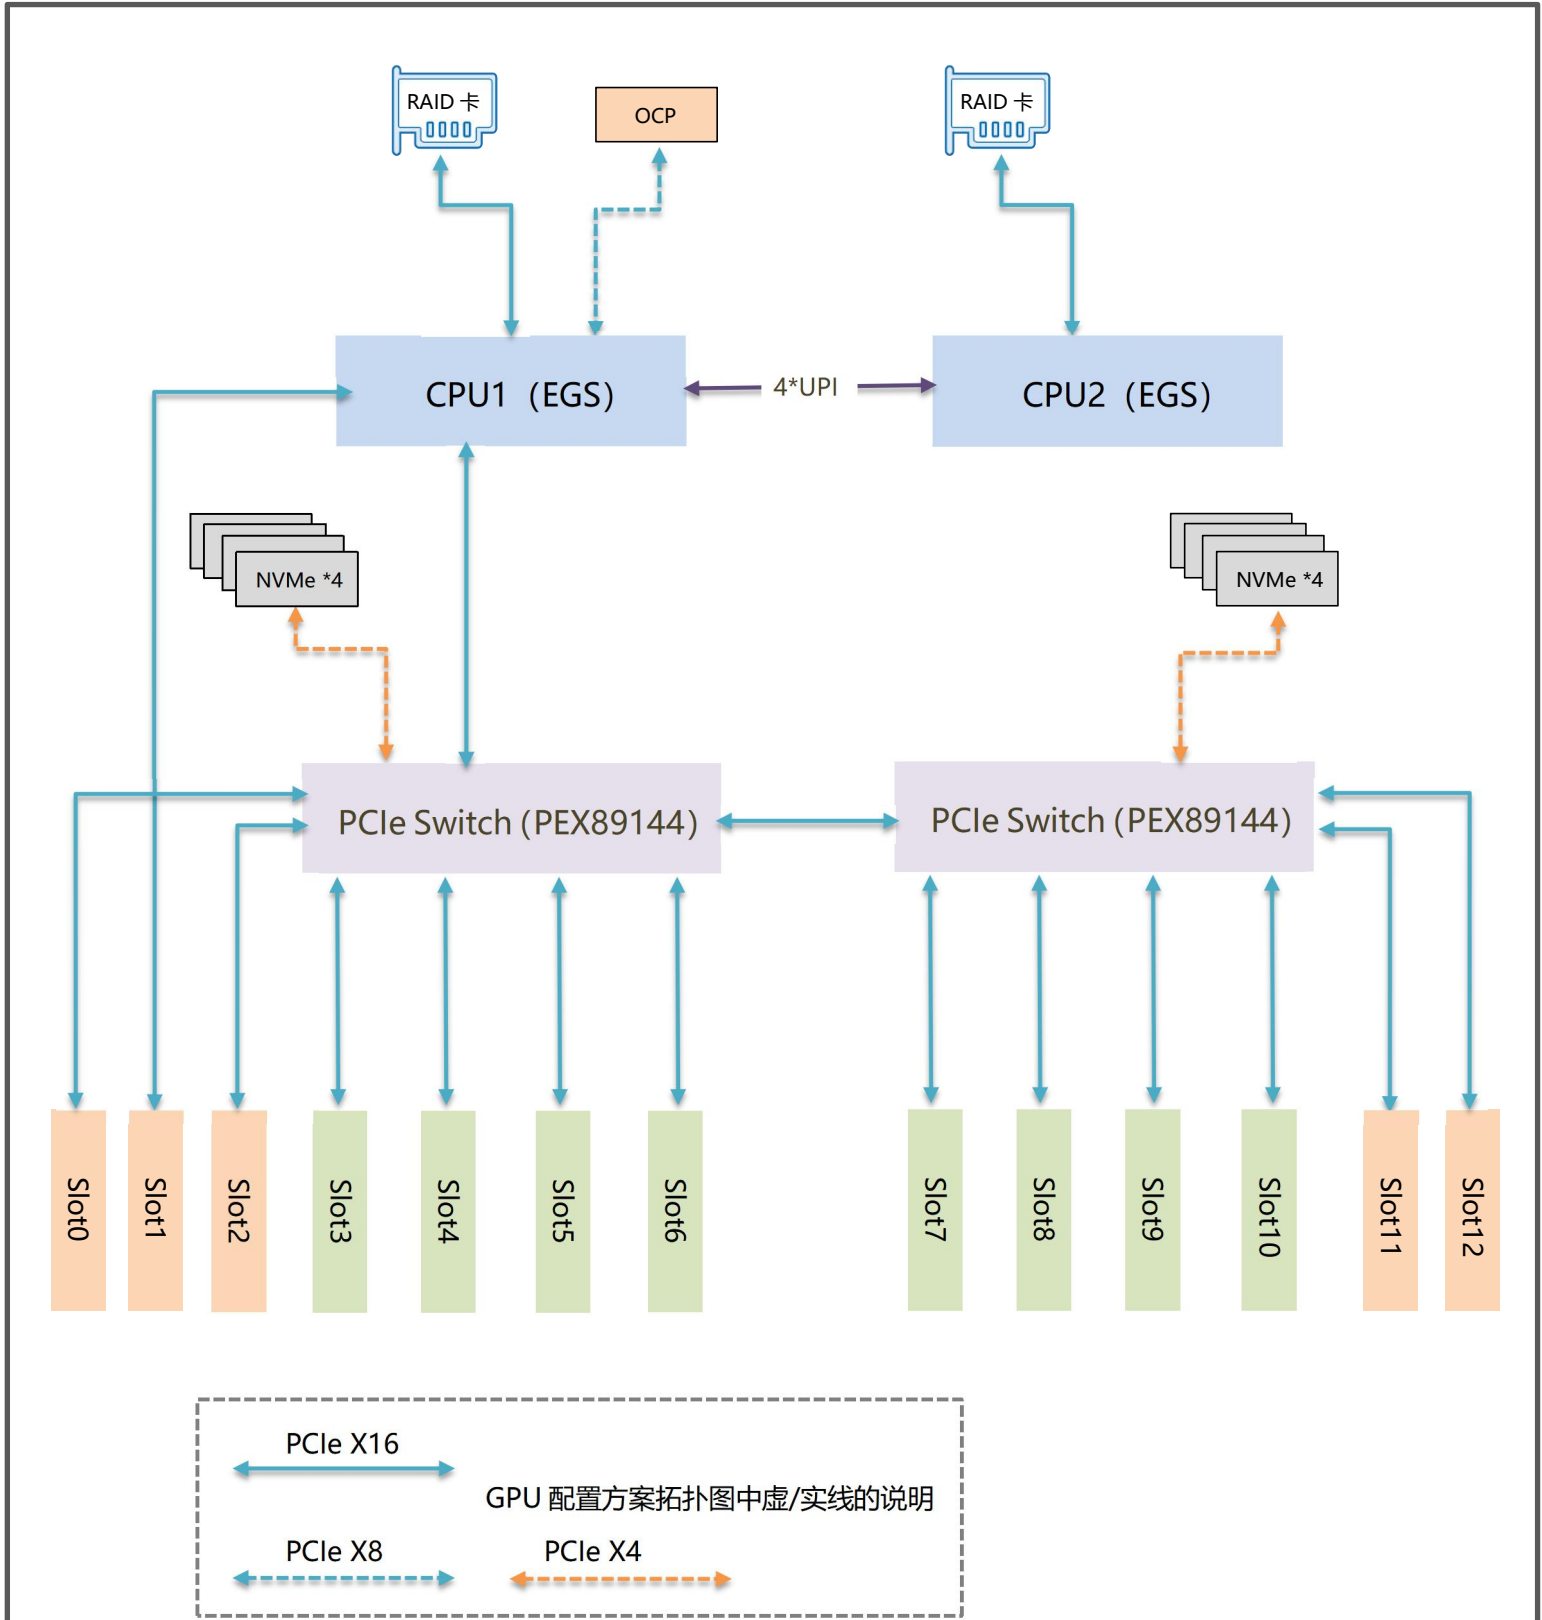 RAID 卡
OCP
RAID 卡
CPU1（EGS）
4*UPI
CPU2（EGS）
NVMe *4
NVMe *4
PCIe Switch（PEX89144）
PCIe Switch（PEX89144）
Slot0
Slot1
Slot2
Slot3
Slot4
Slot5
Slot6
Slot7
Slot8
Slot9
Slot10
Slot11
Slot12
PCIe X16
GPU 配置方案拓扑图中虚/实线的说明
PCIe X8
PCIe X4